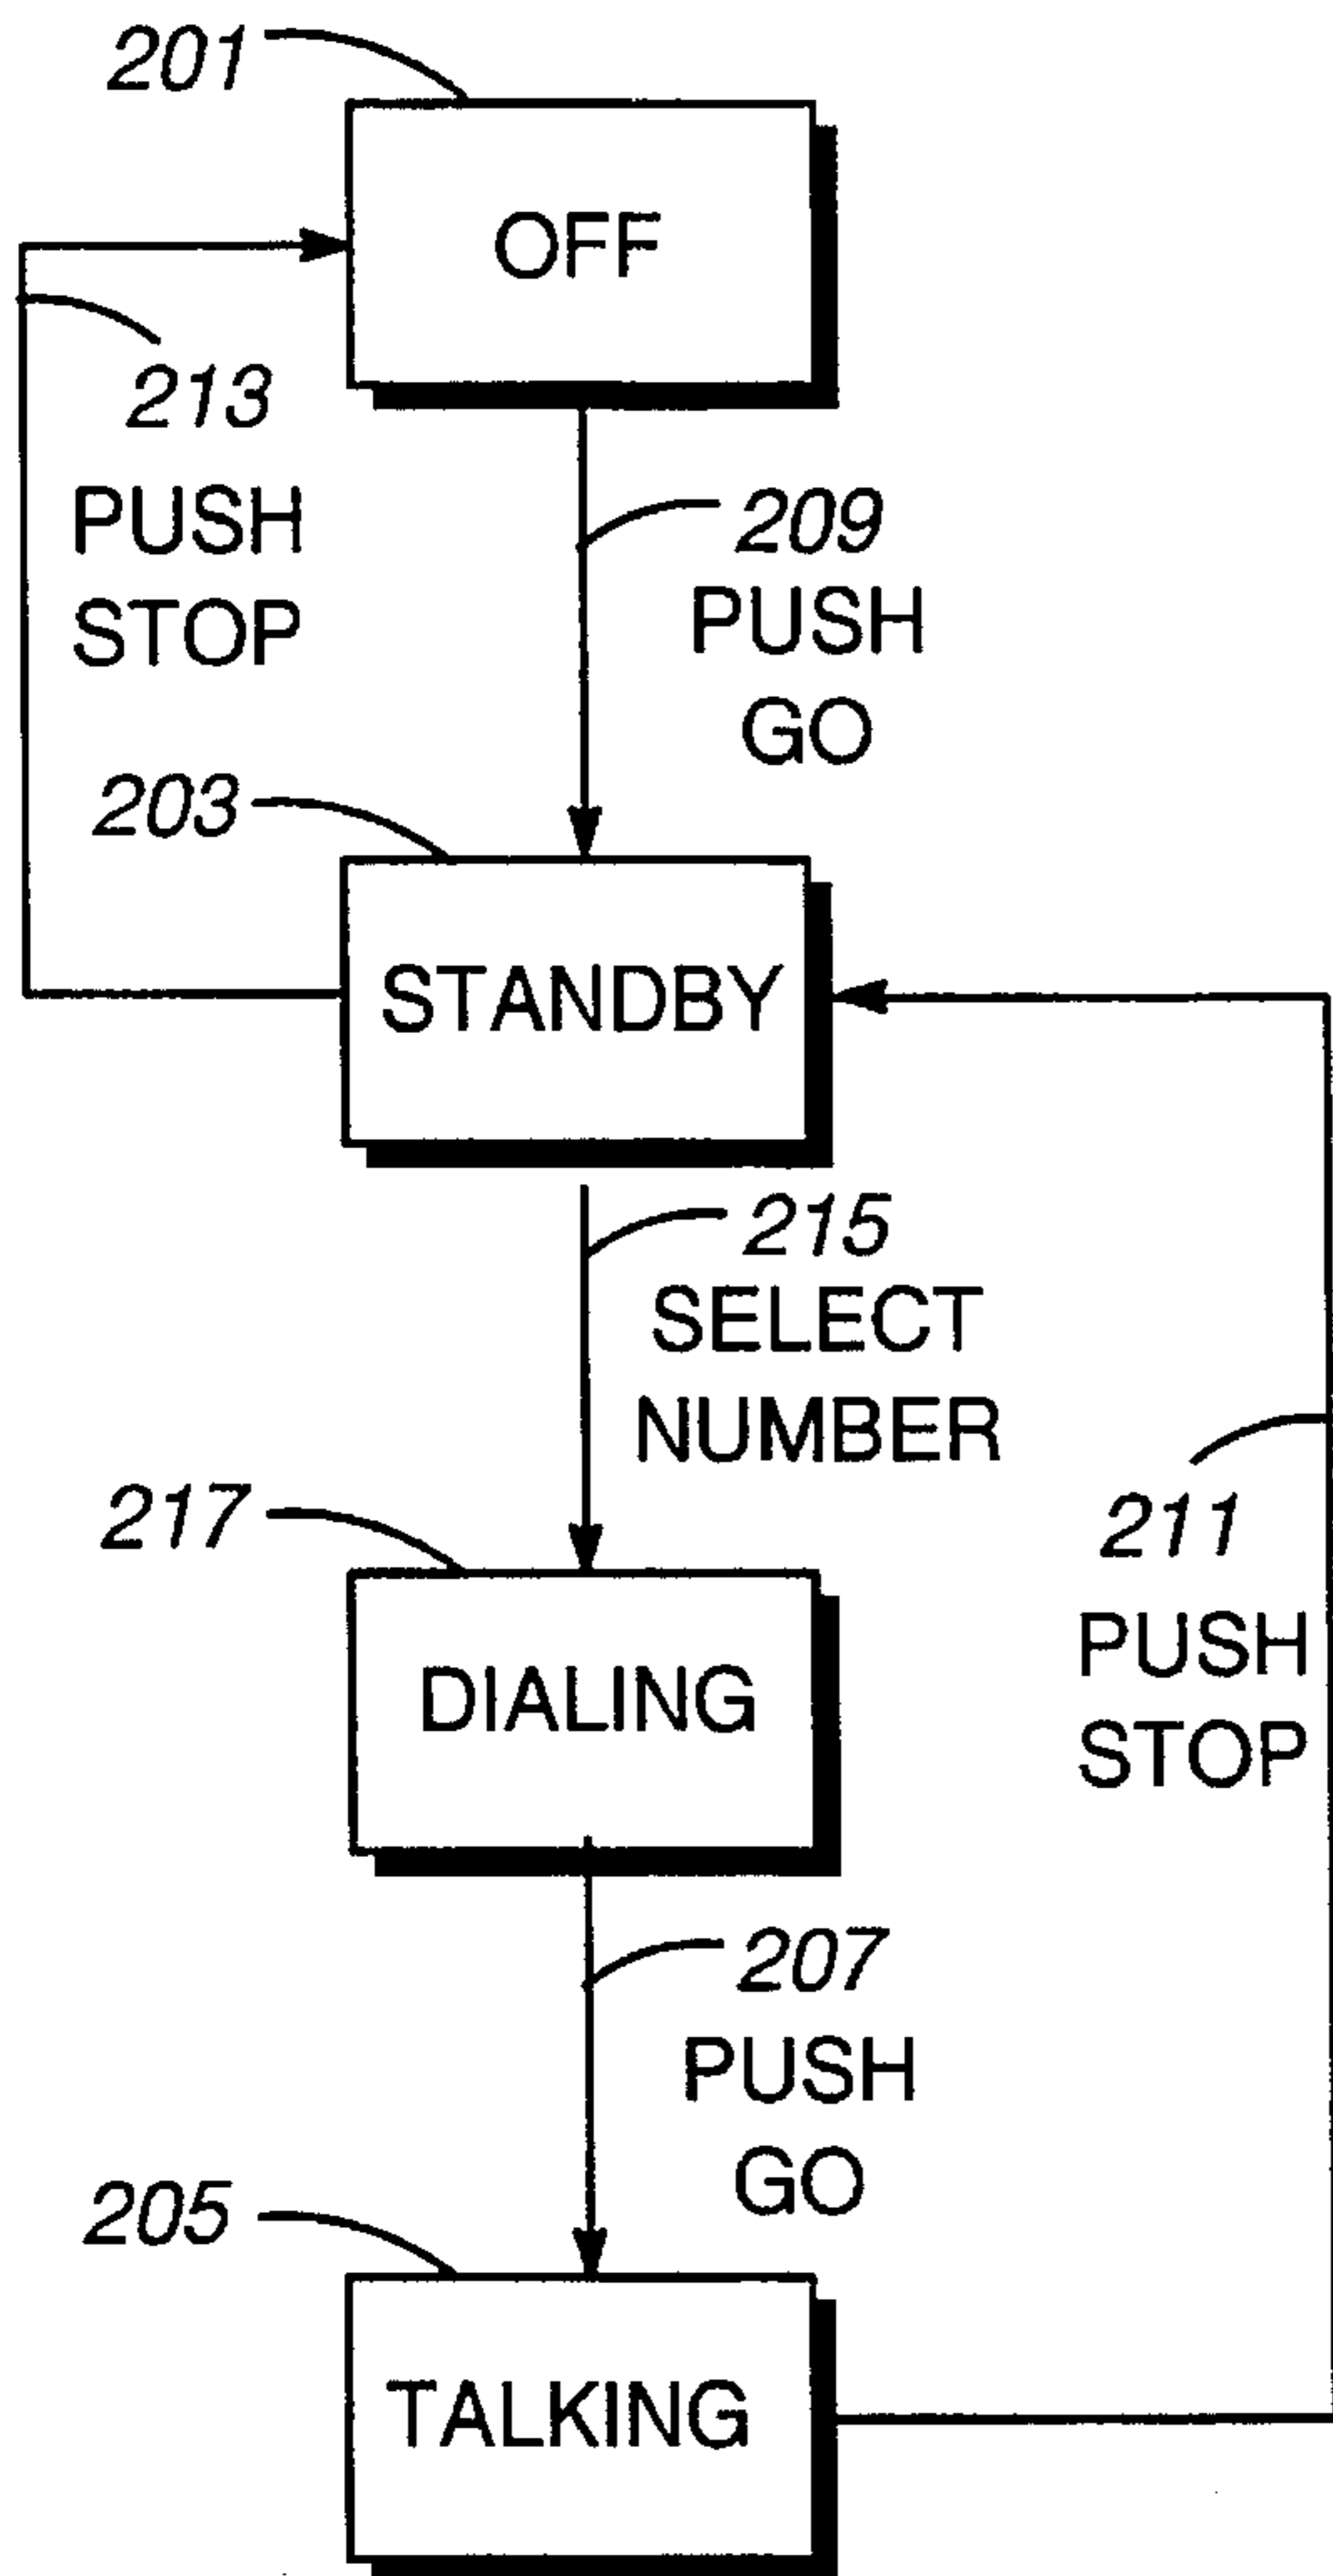 201
OFF
213
PUSH
STOP
209
PUSH
GO
203
STANDBY
215
SELECT
NUMBER
217
211
PUSH
STOP
DIALING
207
PUSH
GO
205
TALKING